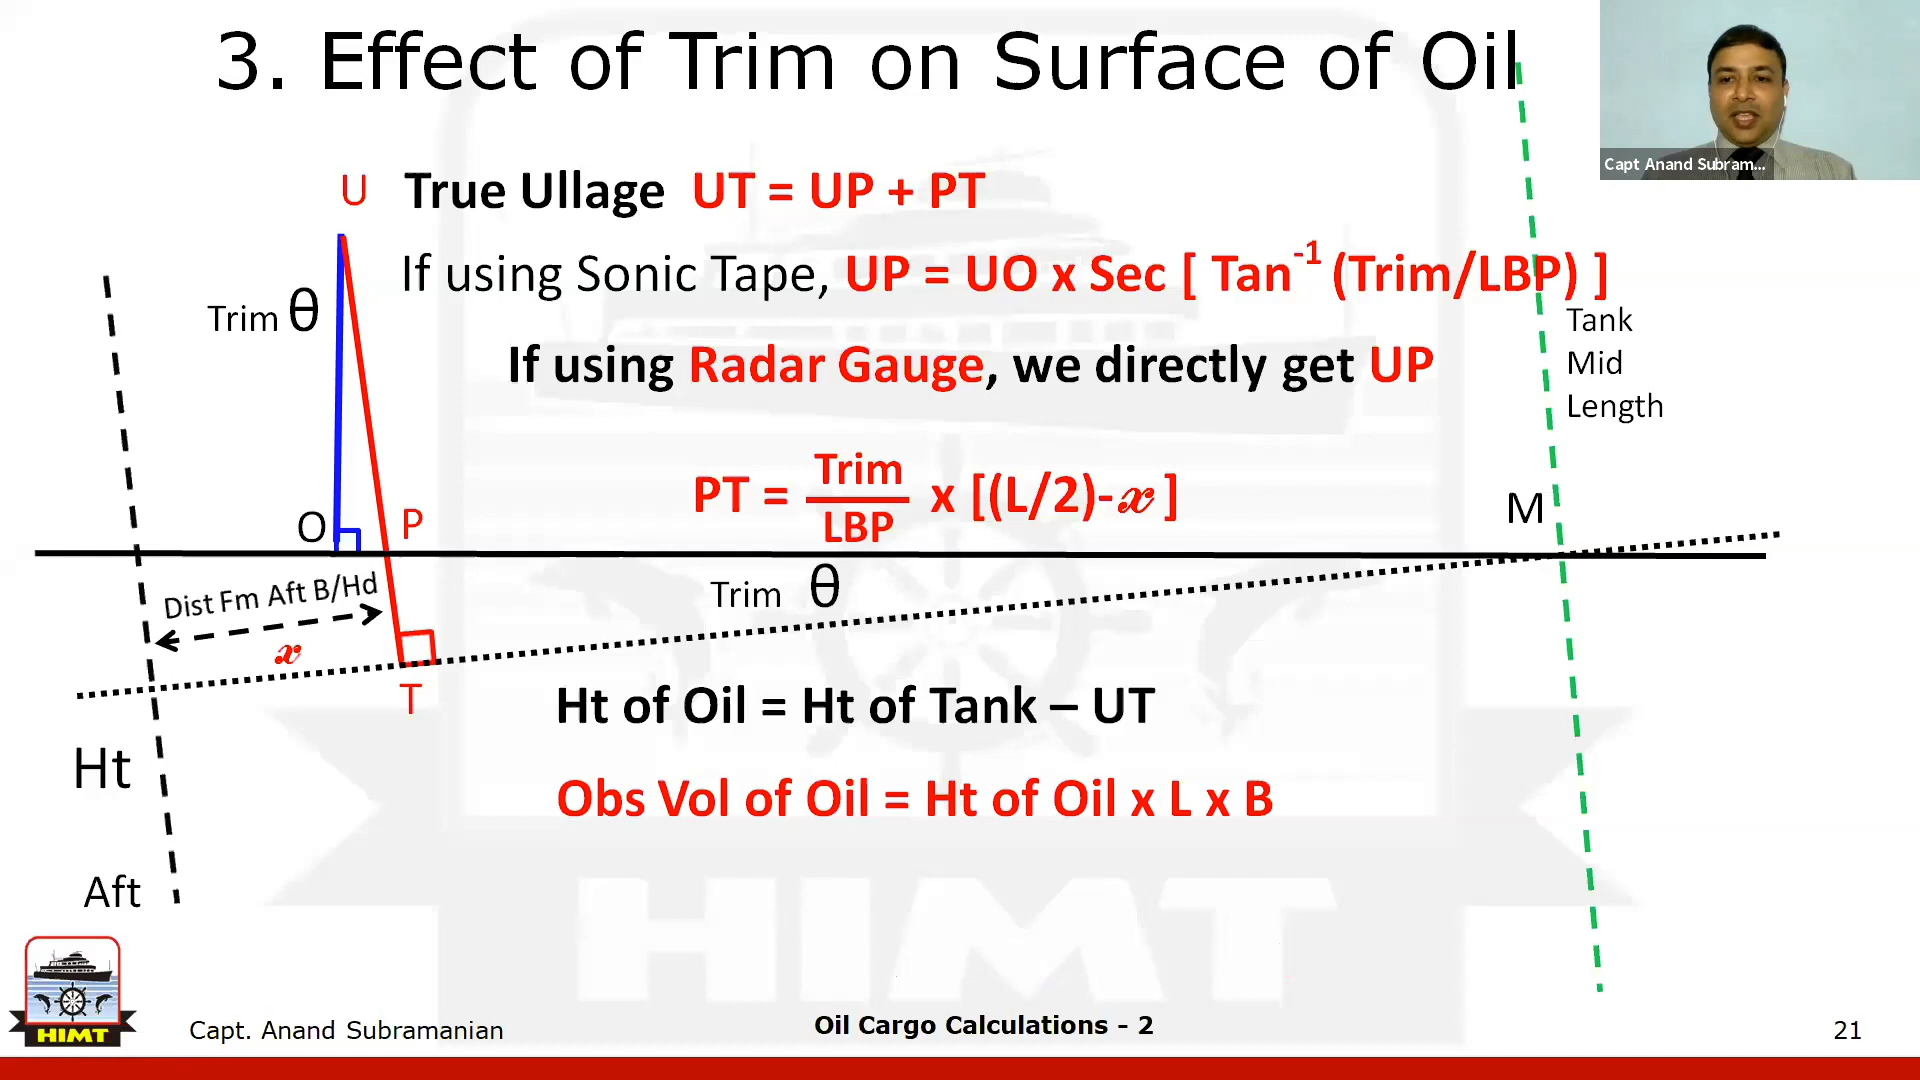 3. Effect of Trim on Surface of Oil
Capt Anand Subram...
U True Ullage UT = UP + PT
If using Sonic Tape, UP = UO x Sec [ Tan⁻¹ (Trim/LBP) ]
Trim θ
Tank
Mid
Length
If using Radar Gauge, we directly get UP
PT = Trim/LBP x [(L/2)-x ]
M
O P
Dist Fm Aft B/Hd
x
Trim θ
T
Ht of Oil = Ht of Tank – UT
Ht
Obs Vol of Oil = Ht of Oil x L x B
Aft
HIMT
HIMT
Capt. Anand Subramanian
Oil Cargo Calculations - 2
21